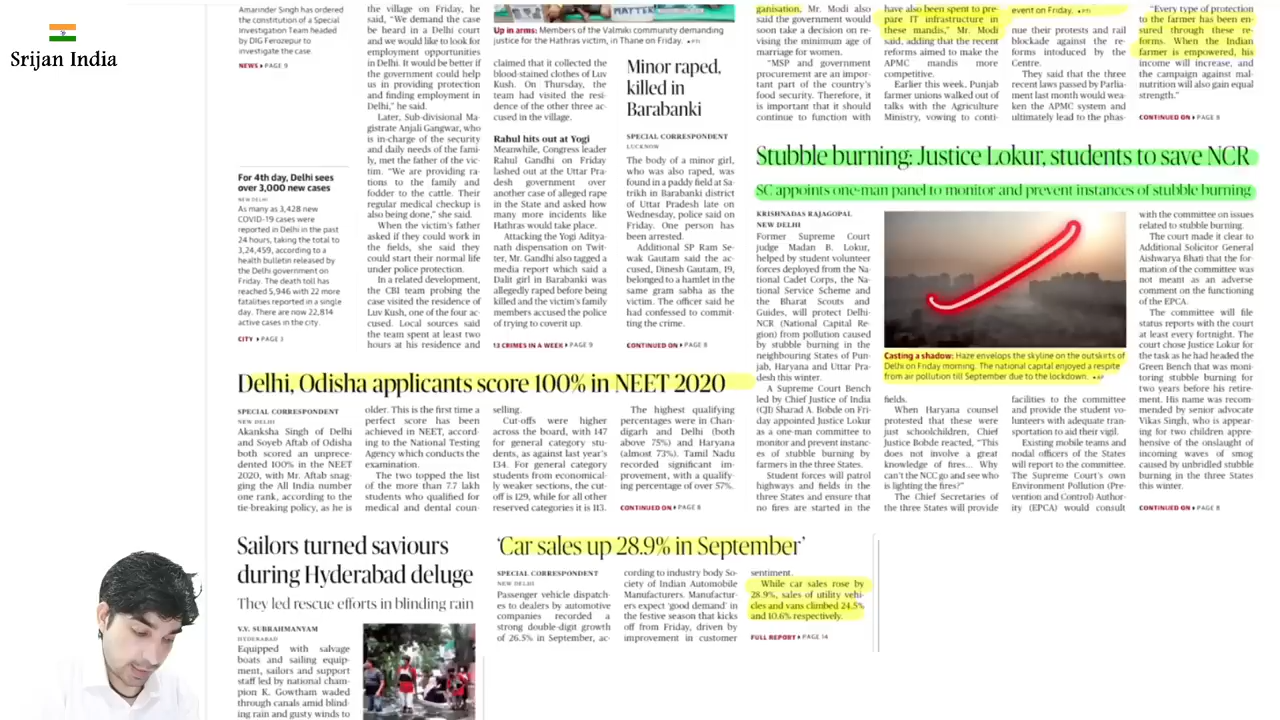 Srijan India
Amarinder Singh has ordered
the constitution of a Special
Investigation Team headed
by DIG Ferozepur to
investigate the case.
NEWS ▸ PAGE 9
For 4th day, Delhi sees
over 3,000 new cases
NEW DELHI
As many as 3,428 new
COVID-19 cases were
reported in Delhi in the past
24 hours, taking the total to
3,24,459, according to a
health bulletin released by
the Delhi government on
Friday. The death toll has
reached 5,946 with 22 more
fatalities reported in a single
day. There are now 22,814
active cases in the city.
CITY ▸ PAGE 3
the village on Friday, he
said, “We demand the case
be heard in a Delhi court
and we would like to look for
employment opportunities
in Delhi. It would be better if
the government could help
us in providing protection
and finding employment in
Delhi,” he said.
Later, Sub-divisional Ma-
gistrate Anjali Gangwar, who
is in-charge of the security
and daily needs of the fami-
ly, met the father of the vic-
tim. “We are providing ra-
tions to the family and
fodder to the cattle. Their
regular medical checkup is
also being done,” she said.
When the victim's father
asked if they could work in
the fields, she said they
could start their normal life
under police protection.
In a related development,
the CBI team probing the
case visited the residence of
Luv Kush, one of the four ac-
cused. Local sources said
the team spent at least two
hours at his residence and
MATTER
Up in arms: Members of the Valmiki community demanding
justice for the Hathras victim, in Thane on Friday. ▪ PTI
claimed that it collected the
blood-stained clothes of Luv
Kush. On Thursday, the
team had visited the resi-
dence of the other three ac-
cused in the village.
Rahul hits out at Yogi
Meanwhile, Congress leader
Rahul Gandhi on Friday
lashed out at the Uttar Pra-
desh government over
another case of alleged rape
in the State and asked how
many more incidents like
Hathras would take place.
Attacking the Yogi Aditya-
nath dispensation on Twit-
ter, Mr. Gandhi also tagged a
media report which said a
Dalit girl in Barabanki was
allegedly raped before being
killed and the victim's family
members accused the police
of trying to cover it up.
13 CRIMES IN A WEEK ▸ PAGE 9
Minor raped,
killed in
Barabanki
SPECIAL CORRESPONDENT
LUCKNOW
The body of a minor girl,
who was also raped, was
found in a paddy field at Sa-
trikh in Barabanki district
of Uttar Pradesh late on
Wednesday, police said on
Friday. One person has
been arrested.
Additional SP Ram Se-
wak Gautam said the ac-
cused, Dinesh Gautam, 19,
belonged to a hamlet in the
same gram sabha as the
victim. The officer said he
had confessed to commit-
ting the crime.
CONTINUED ON ▸ PAGE 8
ganisation, Mr. Modi also
said the government would
soon take a decision on re-
vising the minimum age of
marriage for women.
“MSP and government
procurement are an impor-
tant part of the country's
food security. Therefore, it
is important that it should
continue to function with
have also been spent to pre-
pare IT infrastructure in
these mandis,” Mr. Modi
said, adding that the recent
reforms aimed to make the
APMC mandis more
competitive.
Earlier this week, Punjab
farmer unions walked out of
talks with the Agriculture
Ministry, vowing to conti-
event on Friday. ▪ PTI
nue their protests and rail
blockade against the re-
forms introduced by the
Centre.
They said that the three
recent laws passed by Parlia-
ment last month would wea-
ken the APMC system and
ultimately lead to the phas-
“Every type of protection
to the farmer has been en-
sured through these re-
forms. When the Indian
farmer is empowered, his
income will increase, and
the campaign against mal-
nutrition will also gain equal
strength.”
CONTINUED ON ▸ PAGE 8
Stubble burning: Justice Lokur, students to save NCR
SC appoints one-man panel to monitor and prevent instances of stubble burning
KRISHNADAS RAJAGOPAL
NEW DELHI
Former Supreme Court
judge Madan B. Lokur,
helped by student volunteer
forces deployed from the Na-
tional Cadet Corps, the Na-
tional Service Scheme and
the Bharat Scouts and
Guides, will protect Delhi-
NCR (National Capital Re-
gion) from pollution caused
by stubble burning in the
neighbouring States of Pun-
jab, Haryana and Uttar Pra-
desh this winter.
A Supreme Court Bench
led by Chief Justice of India
(CJI) Sharad A. Bobde on Fri-
day appointed Justice Lokur
as a one-man committee to
monitor and prevent instanc-
es of stubble burning by
farmers in the three States.
Student forces will patrol
highways and fields in the
three States and ensure that
no fires are started in the
Casting a shadow: Haze envelops the skyline on the outskirts of
Delhi on Friday morning. The national capital enjoyed a respite
from air pollution till September due to the lockdown. ▪ AP
fields.
When Haryana counsel
protested that these were
just schoolchildren, Chief
Justice Bobde reacted, “This
does not involve a great
knowledge of fires... Why
can't the NCC go and see who
is lighting the fires?”
The Chief Secretaries of
the three States will provide
facilities to the committee
and provide the student vo-
lunteers with adequate trans-
portation to aid their vigil.
Existing mobile teams and
nodal officers of the States
will report to the committee.
The Supreme Court's own
Environment Pollution (Pre-
vention and Control) Author-
ity (EPCA) would consult
with the committee on issues
related to stubble burning.
The court made it clear to
Additional Solicitor General
Aishwarya Bhati that the for-
mation of the committee was
not meant as an adverse
comment on the functioning
of the EPCA.
The committee will file
status reports with the court
at least every fortnight. The
court chose Justice Lokur for
the task as he had headed the
Green Bench that was moni-
toring stubble burning for
two years before his retire-
ment. His name was recom-
mended by senior advocate
Vikas Singh, who is appear-
ing for two children appre-
hensive of the onslaught of
incoming waves of smog
caused by unbridled stubble
burning in the three States
this winter.
CONTINUED ON ▸ PAGE 8
Delhi, Odisha applicants score 100% in NEET 2020
SPECIAL CORRESPONDENT
NEW DELHI
Akanksha Singh of Delhi
and Soyeb Aftab of Odisha
both scored an unprece-
dented 100% in the NEET
2020, with Mr. Aftab snag-
ging the All India number
one rank, according to the
tie-breaking policy, as he is
older. This is the first time a
perfect score has been
achieved in NEET, accord-
ing to the National Testing
Agency which conducts the
examination.
The two topped the list
of the more than 7.7 lakh
students who qualified for
medical and dental coun-
selling.
Cut-offs were higher
across the board, with 147
for general category stu-
dents, as against last year's
134. For general category
students from economical-
ly weaker sections, the cut-
off is 129, while for all other
reserved categories it is 113.
The highest qualifying
percentages were in Chan-
digarh and Delhi (both
above 75%) and Haryana
(almost 73%). Tamil Nadu
recorded significant im-
provement, with a qualify-
ing percentage of over 57%.
CONTINUED ON ▸ PAGE 8
Sailors turned saviours
during Hyderabad deluge
They led rescue efforts in blinding rain
V.V. SUBRAHMANYAM
HYDERABAD
Equipped with salvage
boats and sailing equip-
ment, sailors and support
staff led by national cham-
pion K. Gowtham waded
through canals amid blind-
ing rain and gusty winds to
‘Car sales up 28.9% in September’
SPECIAL CORRESPONDENT
NEW DELHI
Passenger vehicle dispatch-
es to dealers by automotive
companies recorded a
strong double-digit growth
of 26.5% in September, ac-
cording to industry body So-
ciety of Indian Automobile
Manufacturers. Manufactur-
ers expect ‘good demand’ in
the festive season that kicks
off from Friday, driven by
improvement in customer
sentiment.
While car sales rose by
28.9%, sales of utility vehi-
cles and vans climbed 24.5%
and 10.6% respectively.
FULL REPORT ▸ PAGE 14